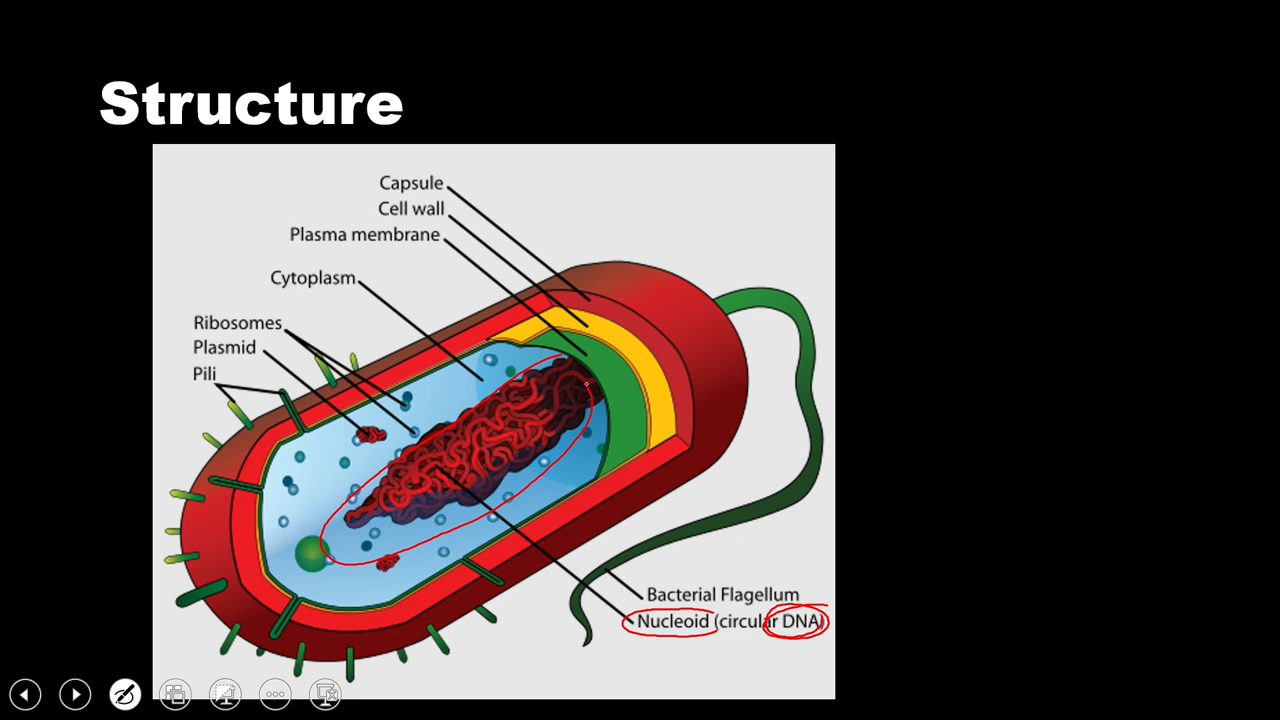 Structure
Capsule
Cell wall
Plasma membrane
Cytoplasm
Ribosomes
Plasmid
Pili
Bacterial Flagellum
Nucleoid (circular DNA)